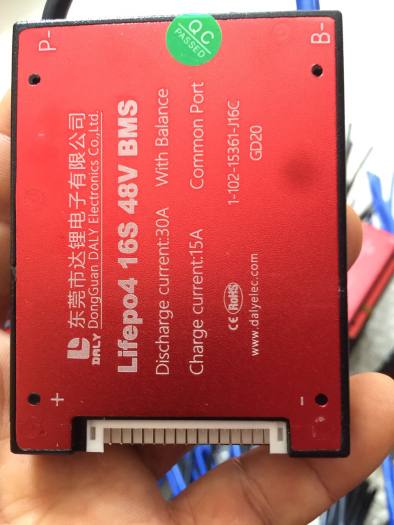 P-
B-
QC
PASSED
DALY
东莞市达锂电子有限公司
DongGuan DALY Electronics Co.,Ltd.
Lifepo4 16S 48V BMS
Discharge current:30A With Balance
Charge current:15A Common Port
1-102-15361-J16C
GD20
CE RoHS
www.dalyelec.com
+
-